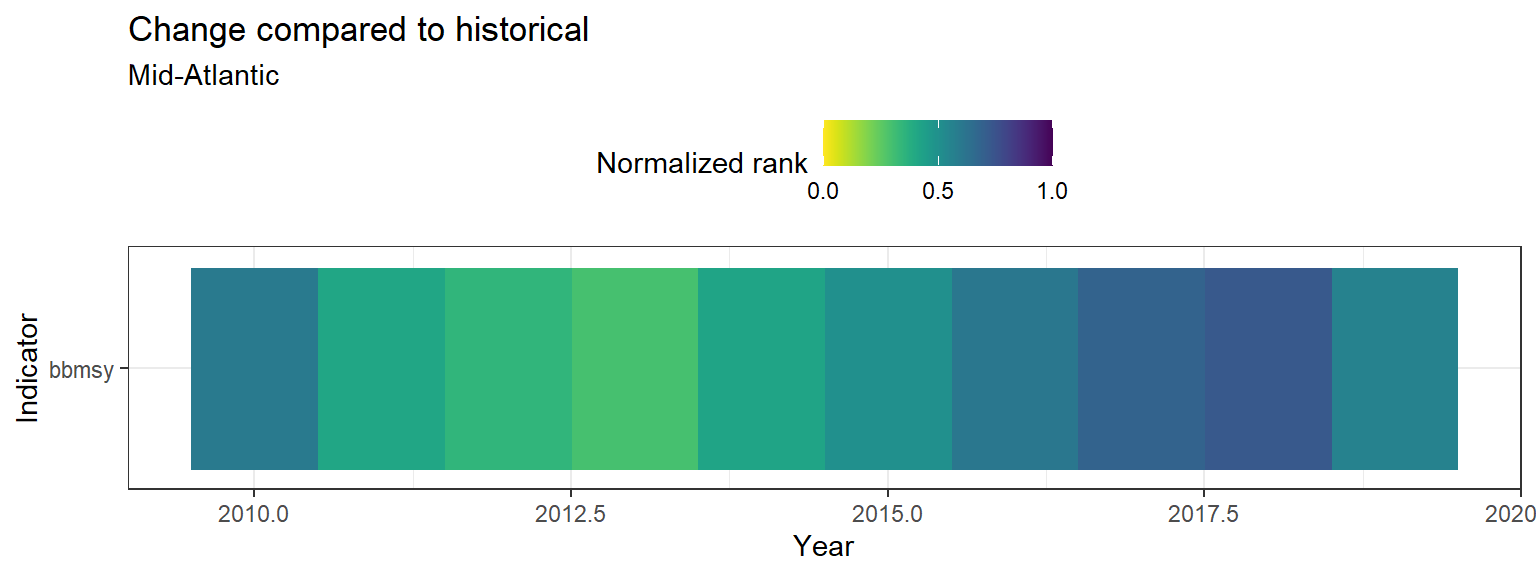 Change compared to historical
Mid-Atlantic
Normalized rank
0.0 0.5 1.0
Indicator
bbmsy
2010.0 2012.5 2015.0 2017.5 2020
Year